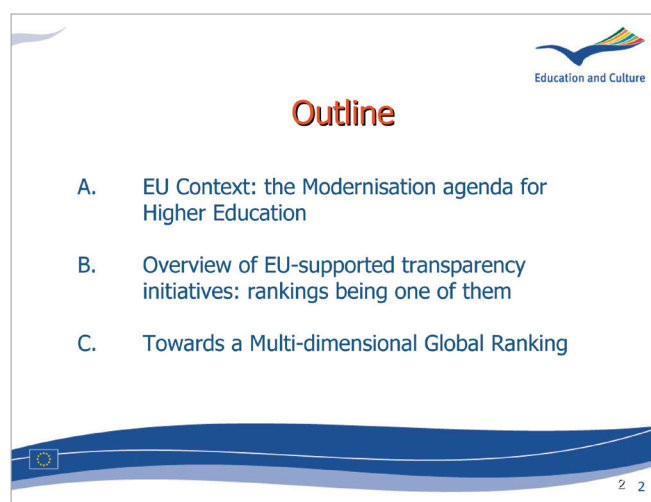 Education and Culture
Outline
A. EU Context: the Modernisation agenda for
Higher Education
B. Overview of EU-supported transparency
initiatives: rankings being one of them
C. Towards a Multi-dimensional Global Ranking
2 2